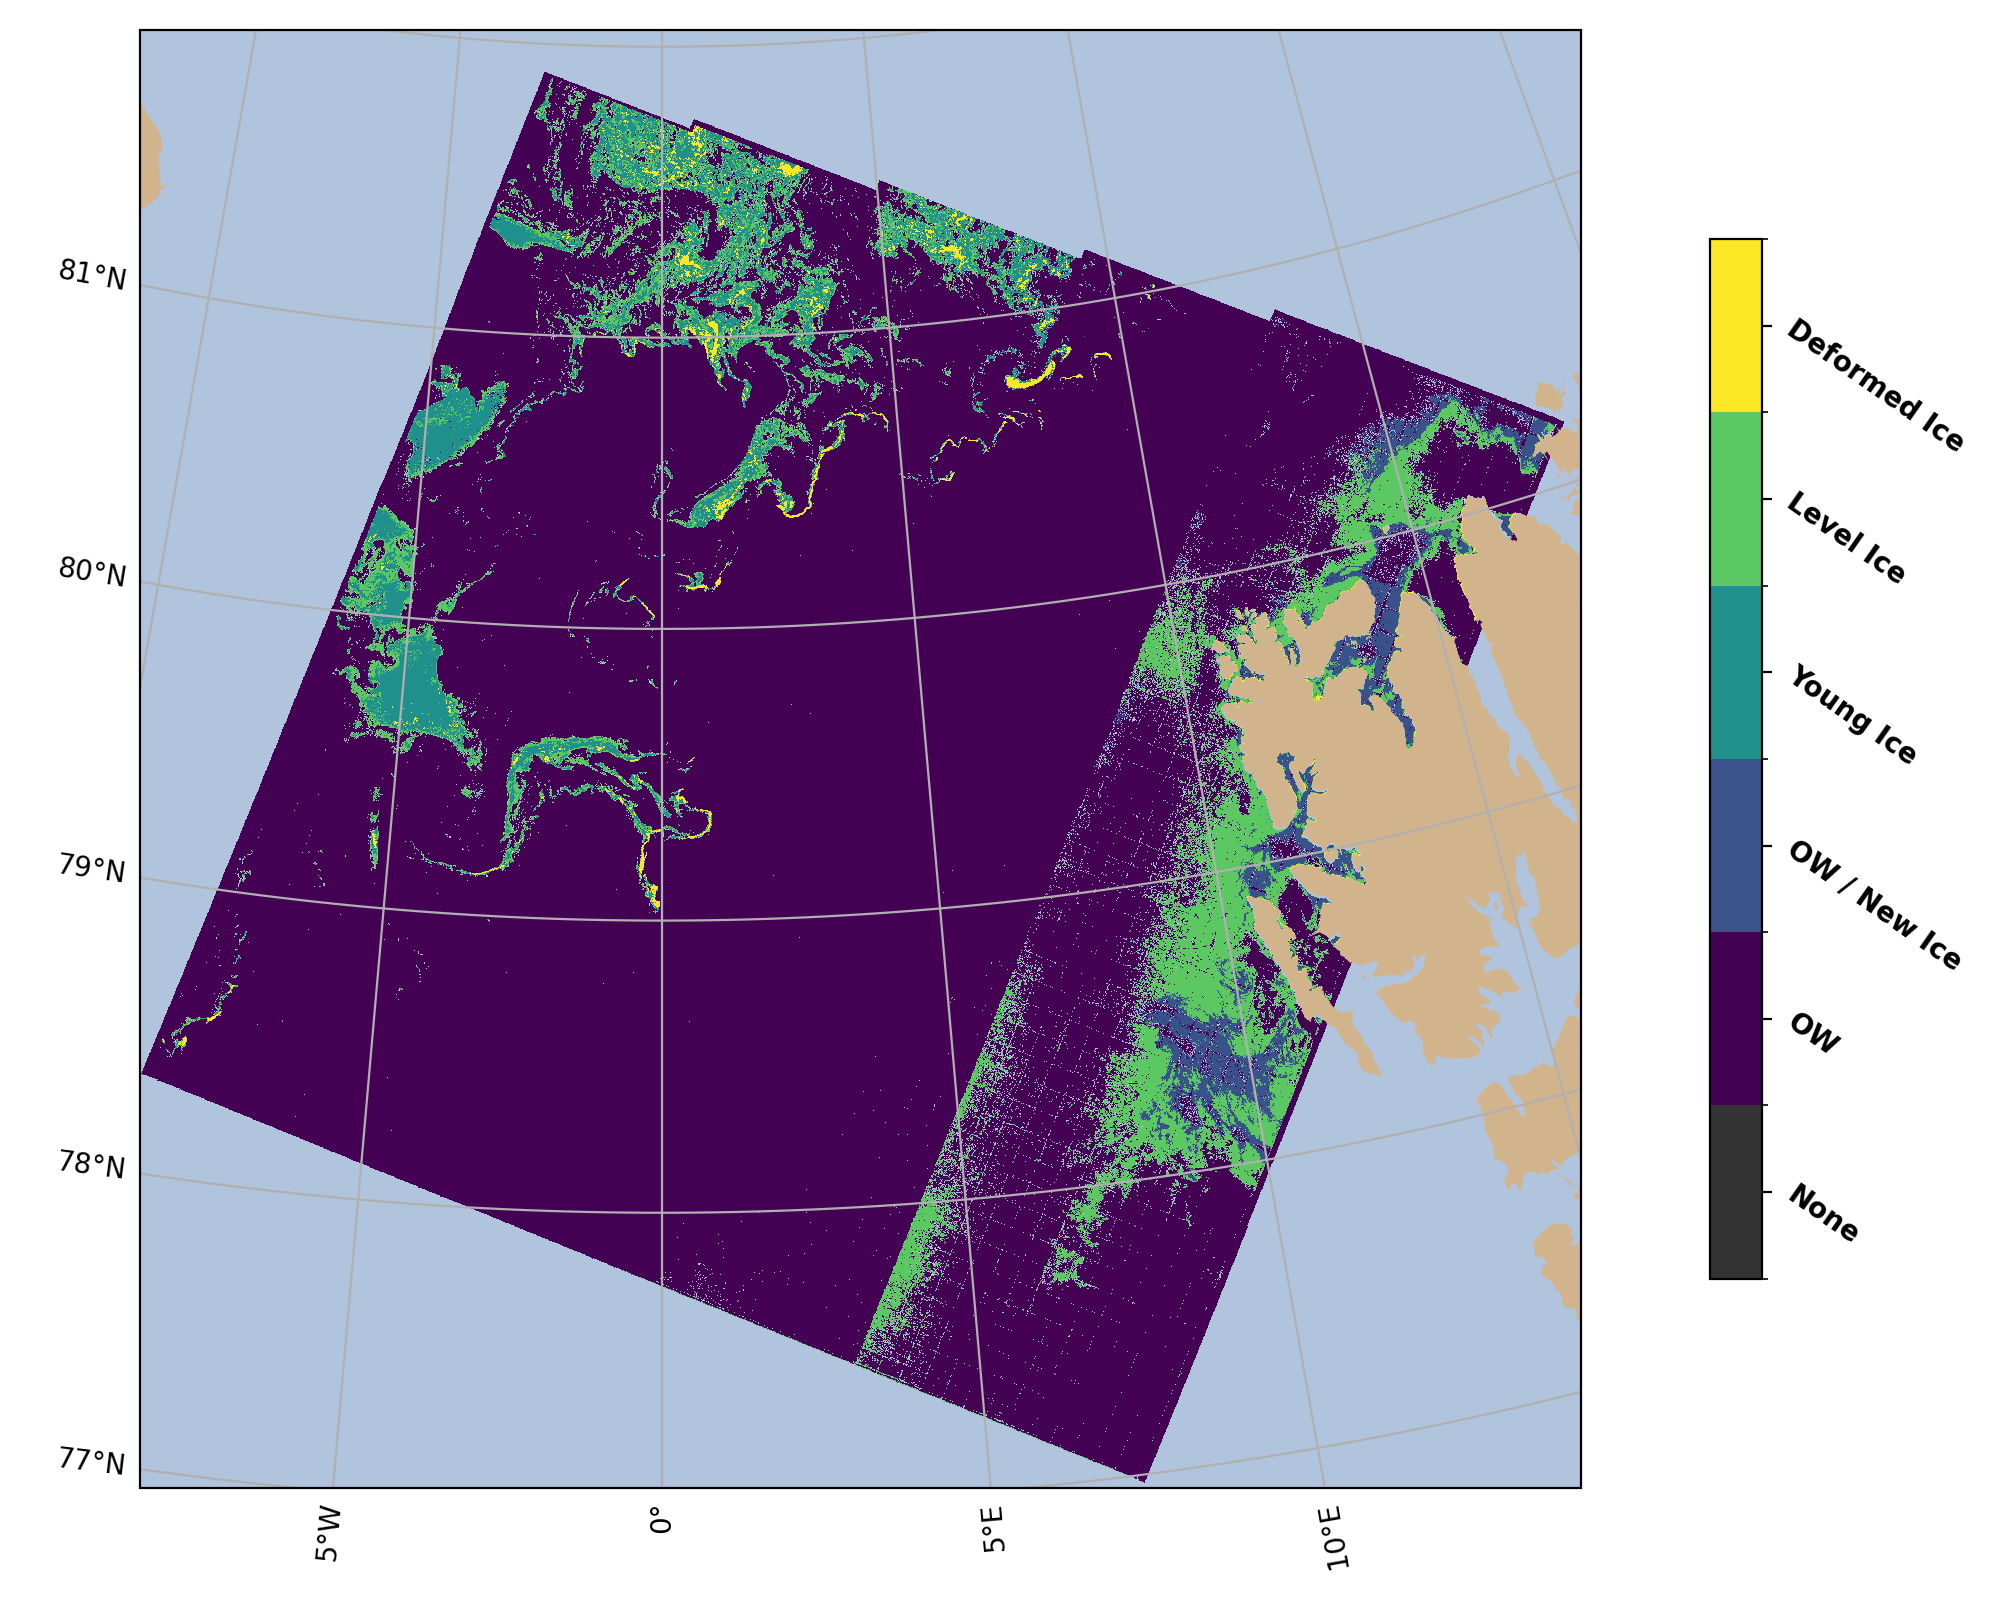 81°N
80°N
79°N
78°N
77°N
5°W
0°
5°E
10°E
Deformed Ice
Level Ice
Young Ice
OW / New Ice
OW
None